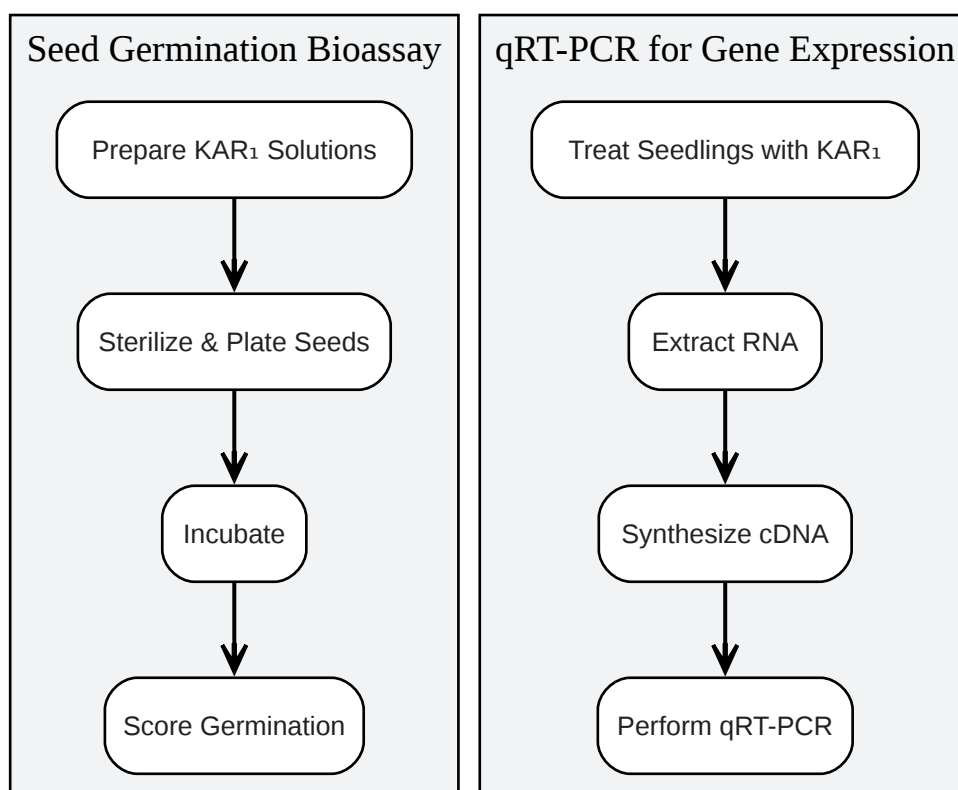 Seed Germination Bioassay
Prepare KAR₁ Solutions
Sterilize & Plate Seeds
Incubate
Score Germination
qRT-PCR for Gene Expression
Treat Seedlings with KAR₁
Extract RNA
Synthesize cDNA
Perform qRT-PCR